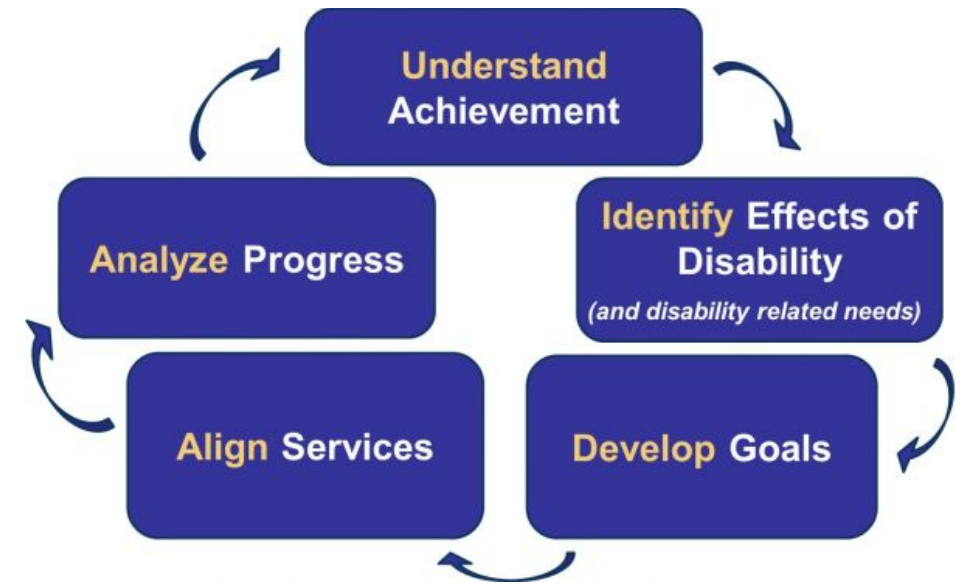 Understand
Achievement
Identify Effects of
Disability
(and disability related needs)
Develop Goals
Align Services
Analyze Progress